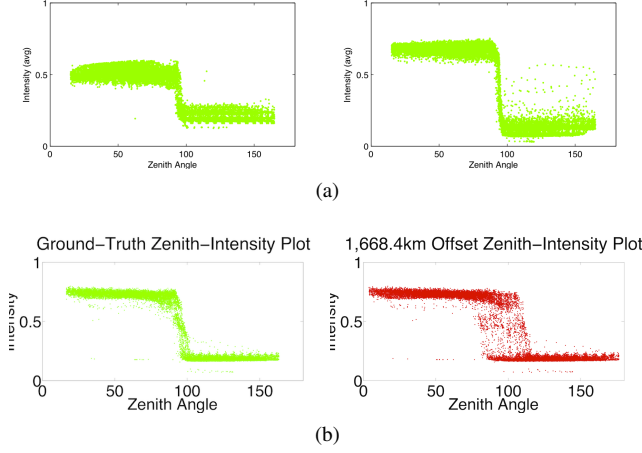 1
0.5
0
Intensity (avg)
0 50 100 150
Zenith Angle
1
0.5
0
Intensity (avg)
0 50 100 150
Zenith Angle
(a)
Ground-Truth Zenith-Intensity Plot
1
0.5
0
Intensity
0 50 100 150
Zenith Angle
1,668.4km Offset Zenith-Intensity Plot
1
0.5
0
Intensity
0 50 100 150
Zenith Angle
(b)